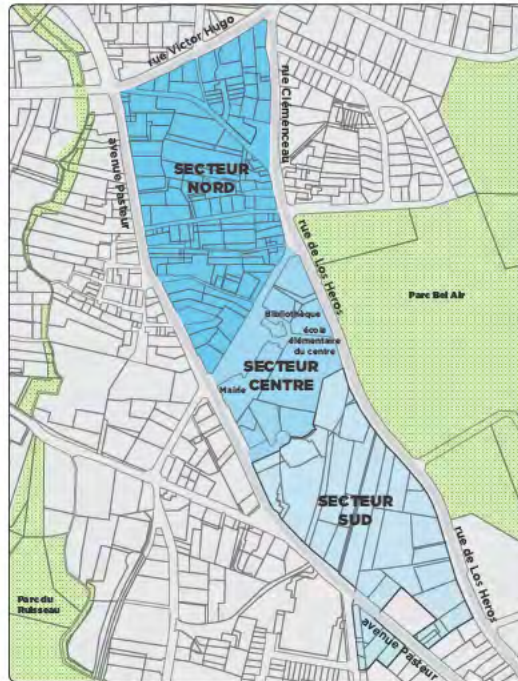 rue Victor Hugo
rue Clémenceau
avenue Pasteur
SECTEUR
NORD
rue de Los Heros
Parc Bel Air
Bibliothèque
école
élémentaire
du centre
SECTEUR
CENTRE
Mairie
SECTEUR
SUD
rue de Los Heros
Parc du
Ruisseau
avenue Pasteur